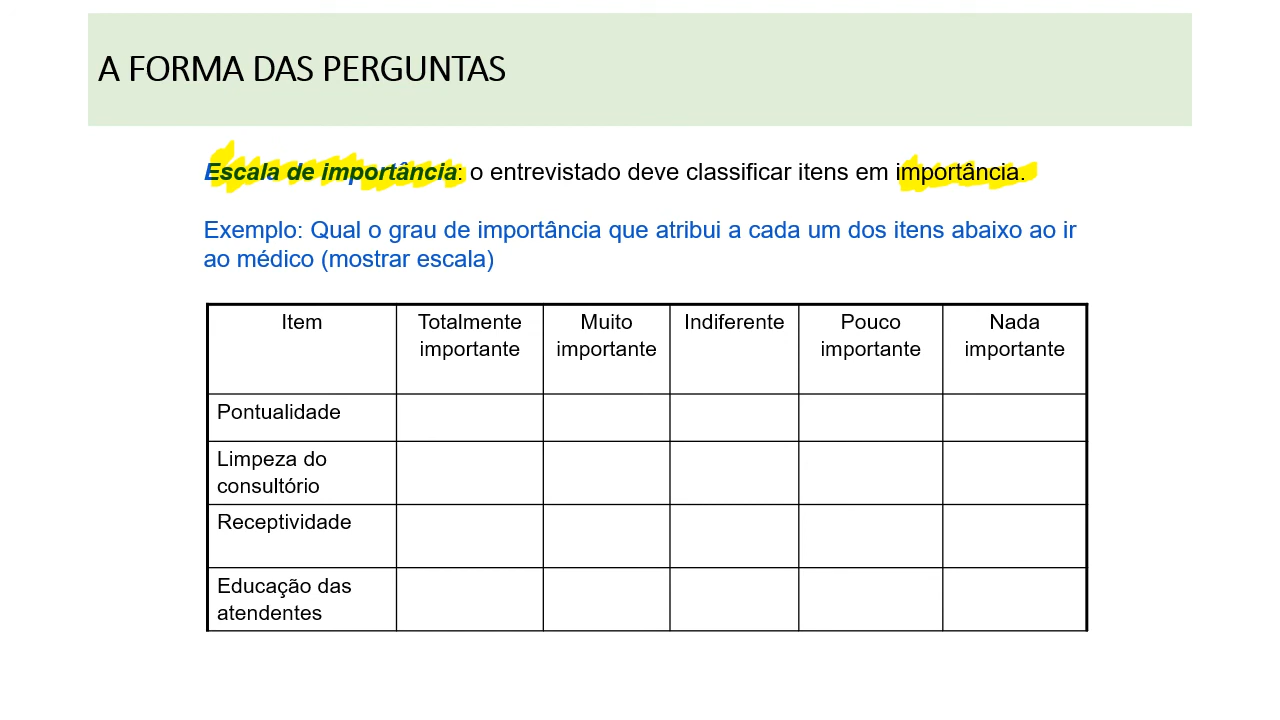 A FORMA DAS PERGUNTAS
Escala de importância: o entrevistado deve classificar itens em importância.
Exemplo: Qual o grau de importância que atribui a cada um dos itens abaixo ao ir
ao médico (mostrar escala)
Item Totalmente importante Muito importante Indiferente Pouco importante Nada importante
Pontualidade
Limpeza do
consultório
Receptividade
Educação das
atendentes